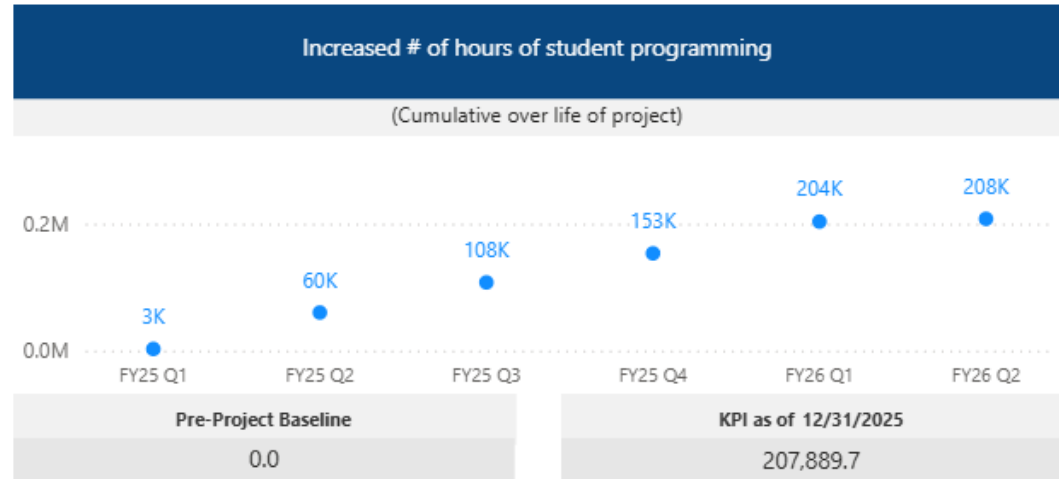 Increased # of hours of student programming
(Cumulative over life of project)
204K
208K
0.2M
153K
108K
60K
3K
0.0M
FY25 Q1 FY25 Q2 FY25 Q3 FY25 Q4 FY26 Q1 FY26 Q2
Pre-Project Baseline KPI as of 12/31/2025
0.0 207,889.7